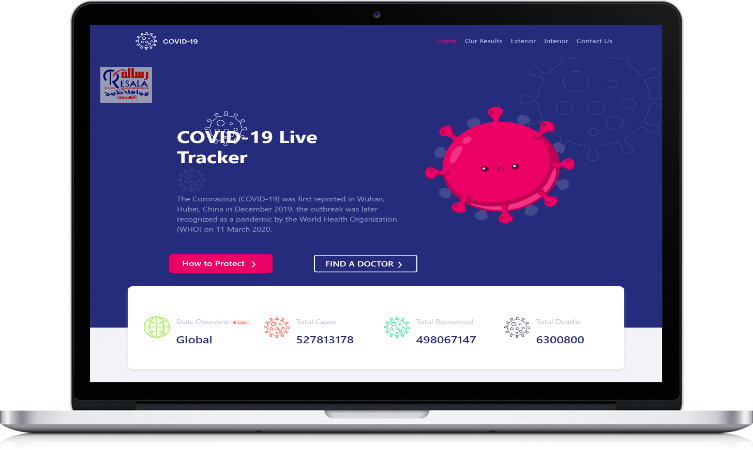 COVID-19
Home Our Results Exterior Interior Contact Us
رسالة
RESALA
COVID-19 Live
Tracker
The Coronavirus (COVID-19) was first reported in Wuhan,
Hubei, China in December 2019, the outbreak was later
recognized as a pandemic by the World Health Organization
(WHO) on 11 March 2020.
How to Protect
FIND A DOCTOR
Stats Overview LIVE
Global
Total Cases
527813178
Total Recovered
498067147
Total Deaths
6300800